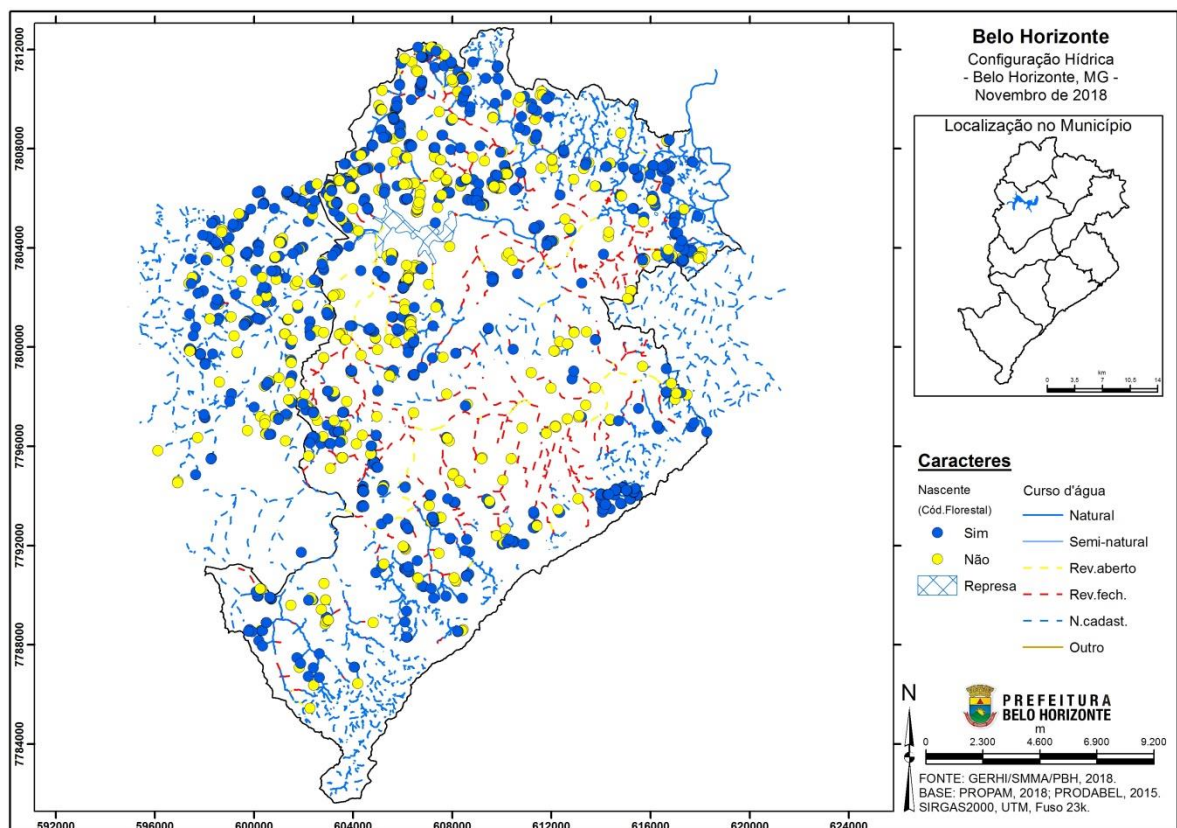 7812000
7808000
7804000
7800000
7796000
7792000
7788000
7784000
592000 596000 600000 604000 608000 612000 616000 620000 624000
Belo Horizonte
Configuração Hídrica
- Belo Horizonte, MG -
Novembro de 2018
Localização no Município
km
0 3,5 7 10,5 14
Caracteres
Nascente
(Cód.Florestal)
Sim
Não
Represa
Curso d'água
Natural
Semi-natural
Rev.aberto
Rev.fech.
N.cadast.
Outro
N
PREFEITURA
BELO HORIZONTE
m
0 2.300 4.600 6.900 9.200
FONTE: GERHI/SMMA/PBH, 2018.
BASE: PROPAM, 2018; PRODABEL, 2015.
SIRGAS2000, UTM, Fuso 23k.